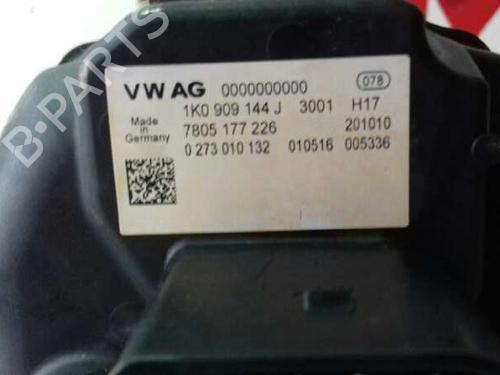 VW AG 0000000000 078
1K0 909 144 J 3001 H17
Made in Germany
7805 177 226 201010
0 273 010 132 010516 005336
B-PARTS